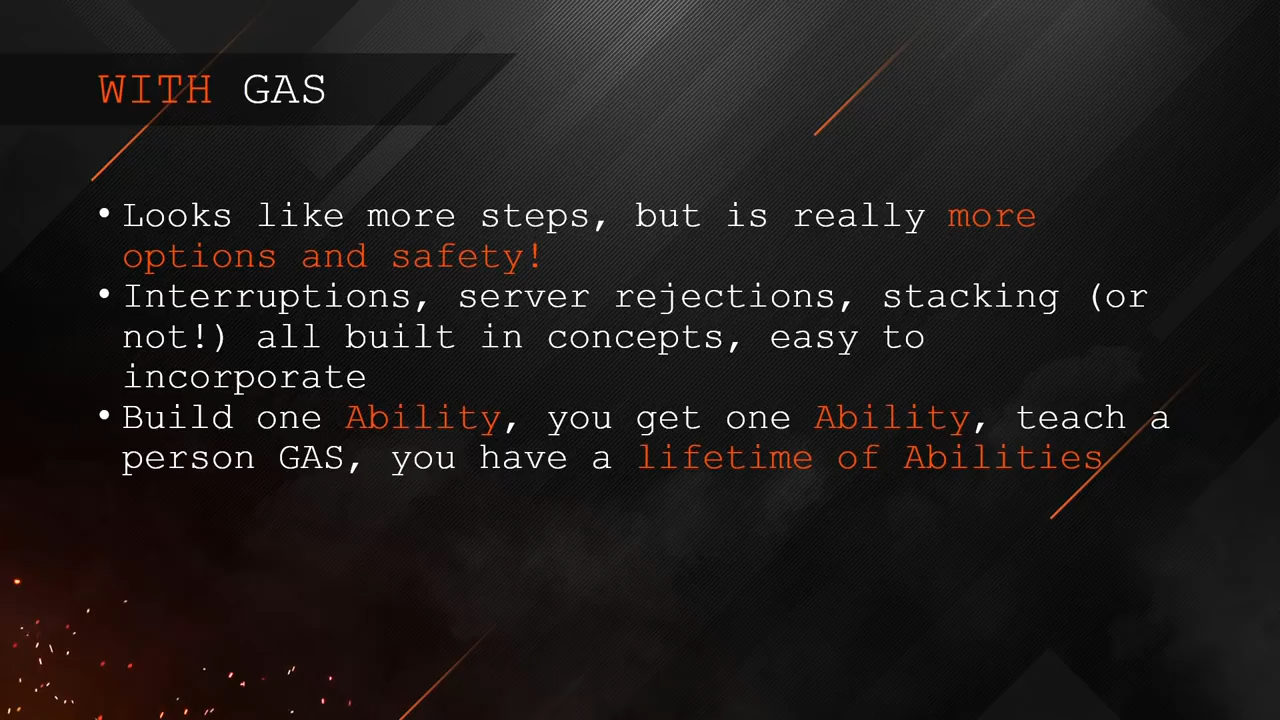 WITH GAS
• Looks like more steps, but is really more
options and safety!
• Interruptions, server rejections, stacking (or
not!) all built in concepts, easy to
incorporate
• Build one Ability, you get one Ability, teach a
person GAS, you have a lifetime of Abilities